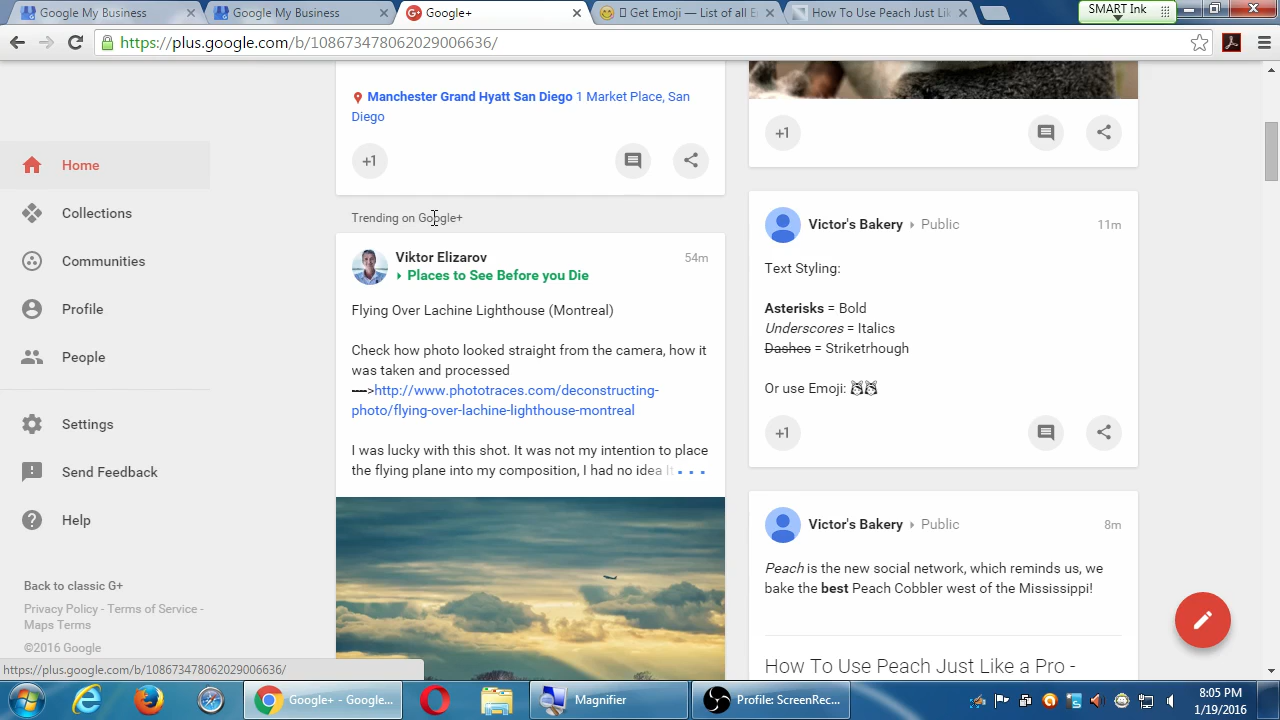 Google My Business
Google My Business
Google+
Get Emoji — List of all E
How To Use Peach Just Lik
SMART Ink
https://plus.google.com/b/108673478062029006636/
Home
Collections
Communities
Profile
People
Settings
Send Feedback
Help
Back to classic G+
Privacy Policy - Terms of Service -
Maps Terms
©2016 Google
https://plus.google.com/b/108673478062029006636/
Manchester Grand Hyatt San Diego 1 Market Place, San
Diego
+1
Trending on Google+
Viktor Elizarov
54m
Places to See Before you Die
Flying Over Lachine Lighthouse (Montreal)
Check how photo looked straight from the camera, how it
was taken and processed
--->http://www.phototraces.com/deconstructing-
photo/flying-over-lachine-lighthouse-montreal
I was lucky with this shot. It was not my intention to place
the flying plane into my composition, I had no idea It ...
+1
Victor's Bakery Public
11m
Text Styling:
Asterisks = Bold
Underscores = Italics
Dashes = Striketrhough
Or use Emoji:
+1
Victor's Bakery Public
8m
Peach is the new social network, which reminds us, we
bake the best Peach Cobbler west of the Mississippi!
How To Use Peach Just Like a Pro -
Google+ - Google...
Magnifier
Profile: ScreenRec...
8:05 PM
1/19/2016